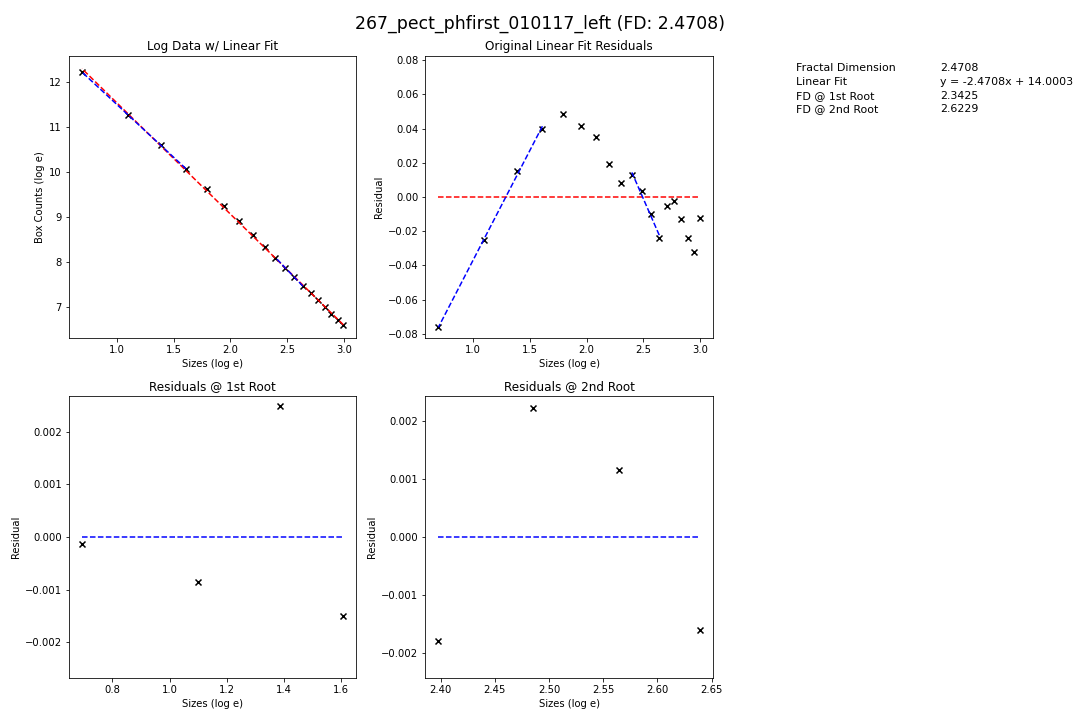 267_pect_phfirst_010117_left (FD: 2.4708)
Log Data w/ Linear Fit
Box Counts (log e)
12
11
10
9
8
7
1.0 1.5 2.0 2.5 3.0
Sizes (log e)
Original Linear Fit Residuals
Residual
0.08
0.06
0.04
0.02
0.00
−0.02
−0.04
−0.06
−0.08
1.0 1.5 2.0 2.5 3.0
Sizes (log e)
Fractal Dimension 2.4708
Linear Fit y = -2.4708x + 14.0003
FD @ 1st Root 2.3425
FD @ 2nd Root 2.6229
Residuals @ 1st Root
Residual
0.002
0.001
0.000
−0.001
−0.002
0.8 1.0 1.2 1.4 1.6
Sizes (log e)
Residuals @ 2nd Root
Residual
0.002
0.001
0.000
−0.001
−0.002
2.40 2.45 2.50 2.55 2.60 2.65
Sizes (log e)